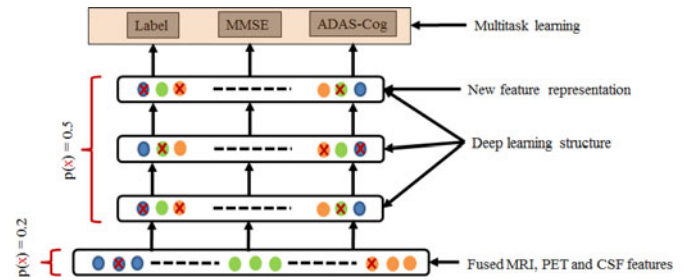 Label MMSE ADAS-Cog
Multitask learning
New feature representation
p(x) = 0.5
Deep learning structure
p(x) = 0.2
Fused MRI, PET and CSF features